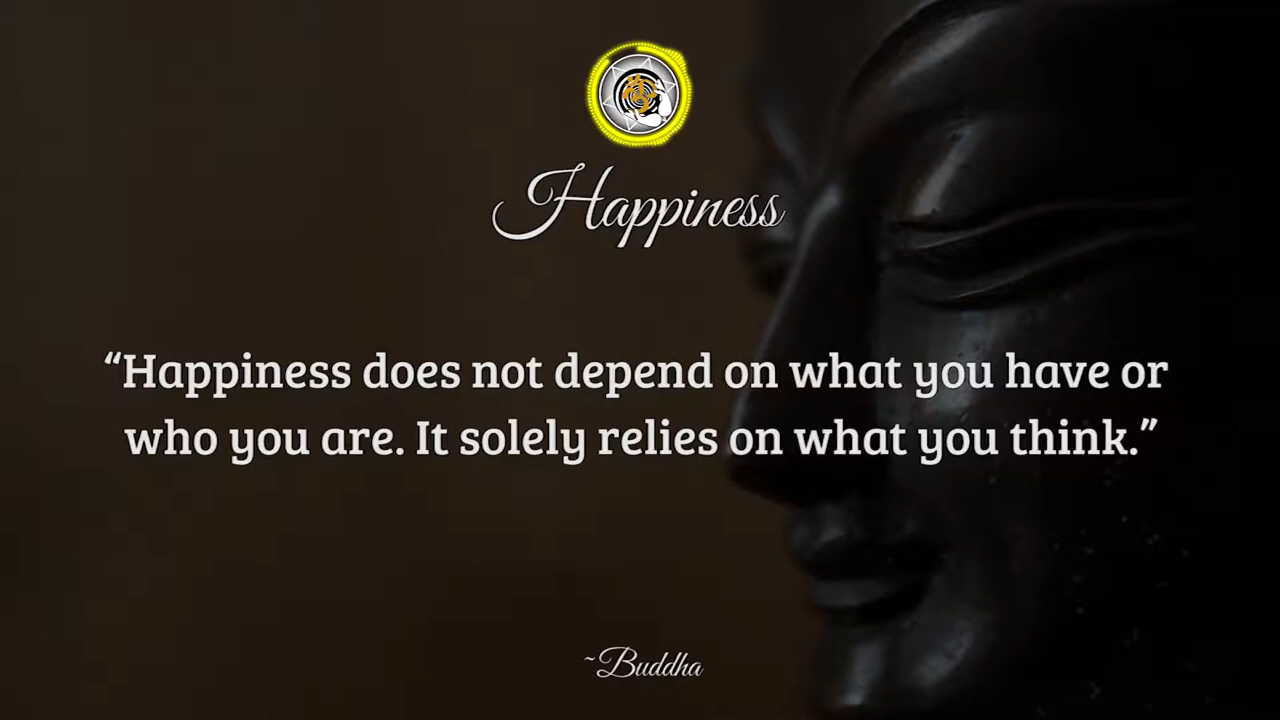 Happiness
“Happiness does not depend on what you have or
who you are. It solely relies on what you think.”
~Buddha